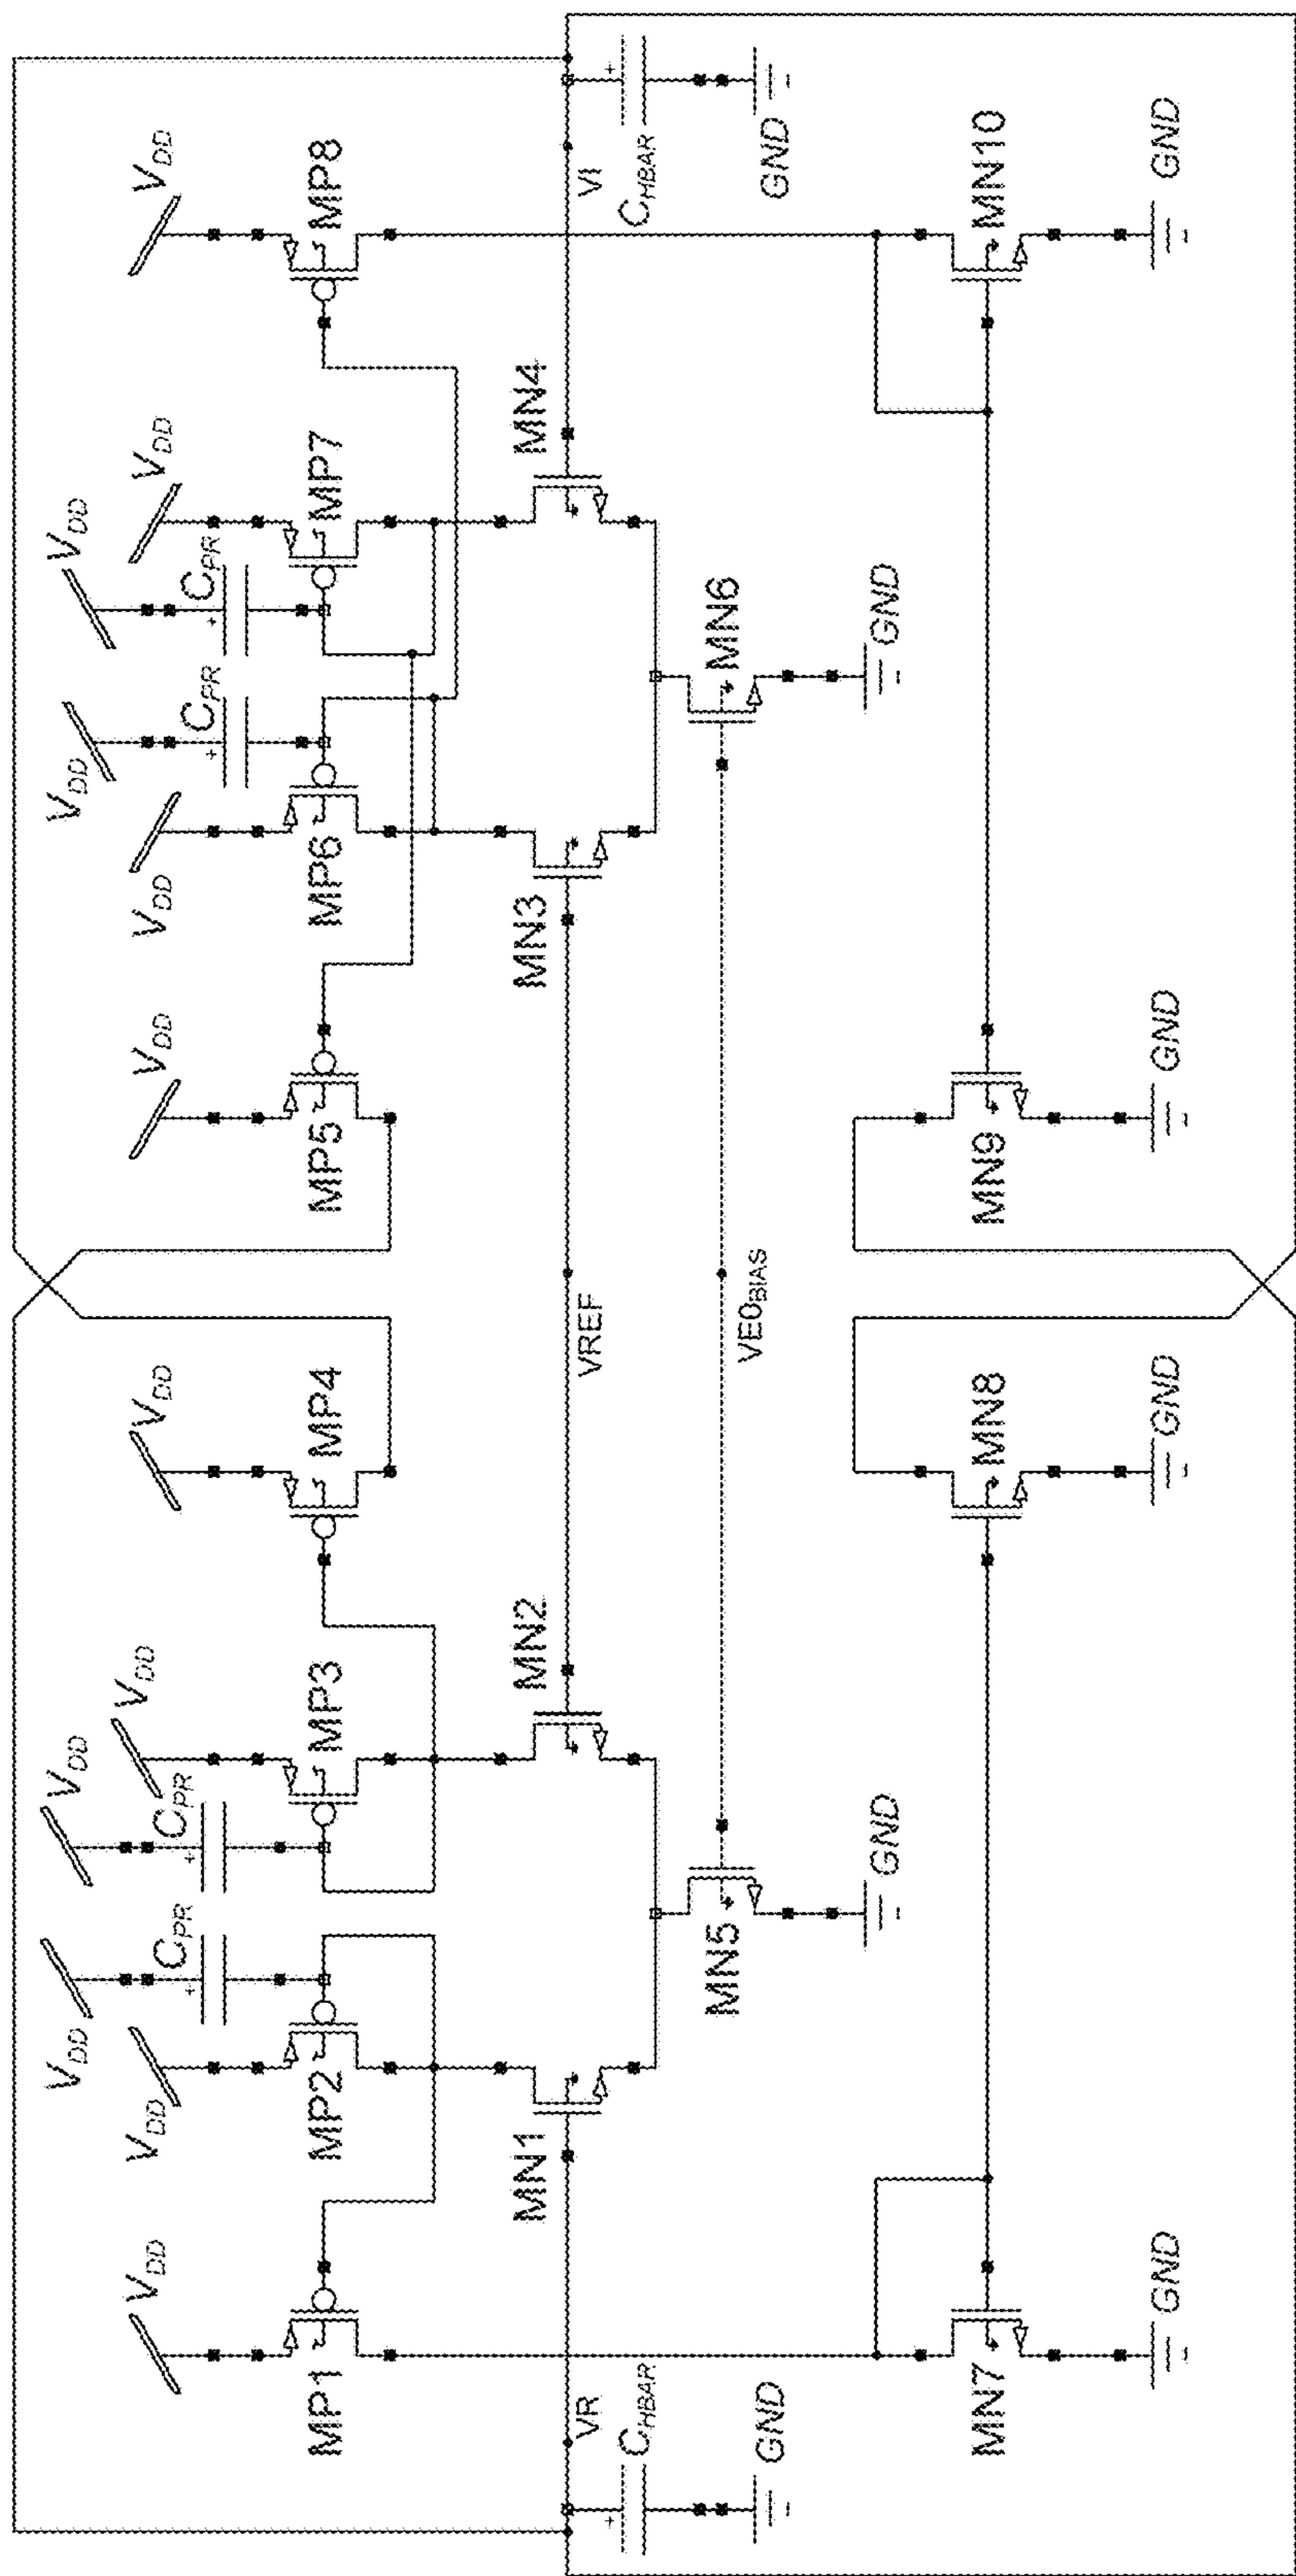 VDD
VDD
VDD
VDD
VDD
VDD
CPR
CPR
VDD
VDD
VDD
VDD
CPR
CPR
VDD
VDD
MP1
MP2
MP3
MP4
MP5
MP6
MP7
MP8
MN1
MN2
MN3
MN4
VR
VREF
VI
CHBAR
CHBAR
MN5
MN6
VE0BIAS
GND
GND
GND
GND
MN7
MN8
MN9
MN10
GND
GND
GND
GND